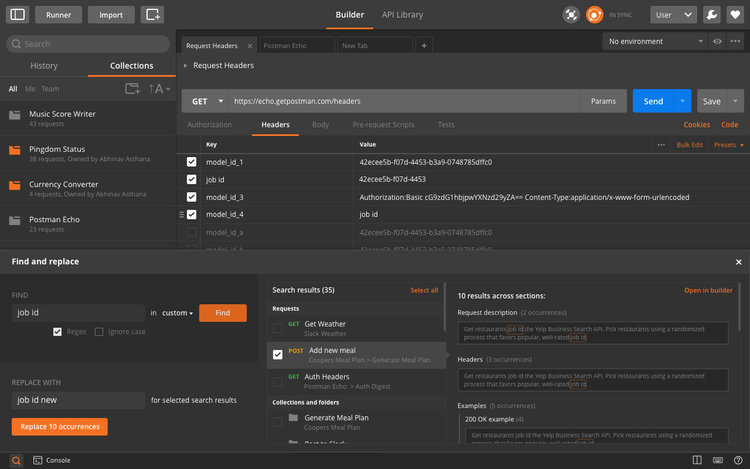 Runner
Import
Builder
API Library
IN SYNC
User
Search
History
Collections
All
Me
Team
A
Music Score Writer
43 requests
Pingdom Status
38 requests, Owned by Abhinav Asthana
Currency Converter
4 requests, Owned by Abhinav Asthana
Postman Echo
23 requests
Request Headers
Postman Echo
New Tab
No environment
Request Headers
GET
https://echo.getpostman.com/headers
Params
Send
Save
Authorization
Headers
Body
Pre-request Scripts
Tests
Cookies
Code
Key
Value
Bulk Edit
Presets
model_id_1
42ecee5b-f07d-4453-b3a9-0748785dffc0
job id
42ecee5b-f07d-4453
model_id_3
Authorization:Basic cG9zdG1hbjpwYXNzd29yZA== Content-Type:application/x-www-form-urlencoded
model_id_4
job id
model_id_a
42ecee5b-f07d-4453-b3a9-0748785dffc0
Find and replace
FIND
job id
in custom
Find
Regex
Ignore case
REPLACE WITH
job id new
for selected search results
Replace 10 occurrences
Search results (35)
Select all
Requests
GET Get Weather
Slack Weather
POST Add new meal
Coopers Meal Plan > Generate Meal Plan
GET Auth Headers
Postman Echo > Auth Digest
Collections and folders
Generate Meal Plan
Coopers Meal Plan
Post to Slack
10 results across sections:
Open in builder
Request description (2 occurrences)
Get restaurants job id the Yelp Business Search API. Pick restaurants using a randomized
process that favors popular, well-rated job id.
Headers (3 occurrences)
Get restaurants job id the Yelp Business Search API. Pick restaurants using a randomized
process that favors popular, well-rated job id.
Examples (5 occurrences)
200 OK example (4)
Get restaurants job id the Yelp Business Search API. Pick restaurants using a randomized
process that favors popular, well-rated job id.
Console